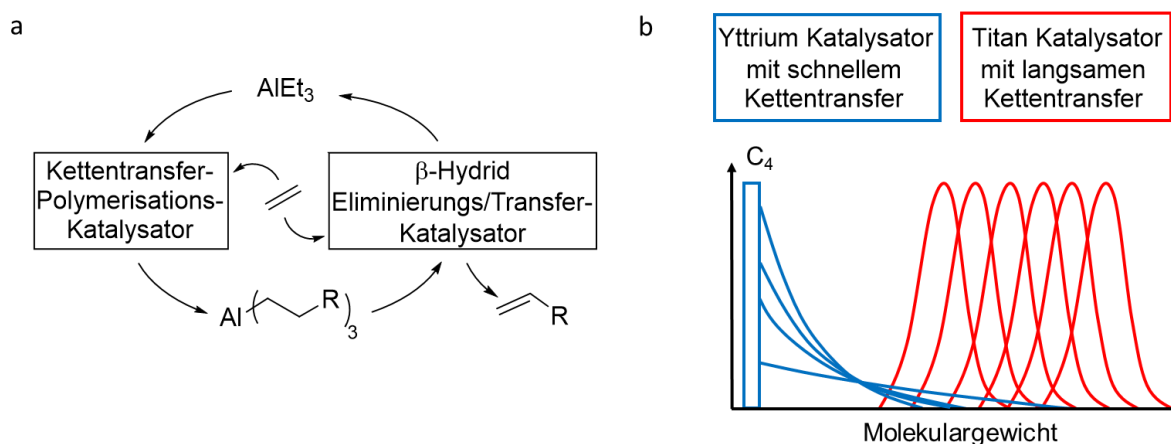 a
AlEt3
Kettentransfer-
Polymerisations-
Katalysator
β-Hydrid
Eliminierungs/Transfer-
Katalysator
Al
R
3
R
b
Yttrium Katalysator
mit schnellem
Kettentransfer
Titan Katalysator
mit langsamen
Kettentransfer
C4
Molekulargewicht